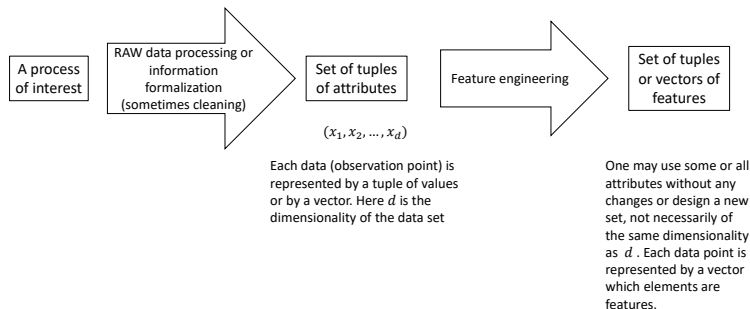 A process
of interest
RAW data processing or
information
formalization
(sometimes cleaning)
Set of tuples
of attributes
Feature engineering
Set of tuples
or vectors of
features
(x₁, x₂, …, x_d)
Each data (observation point) is
represented by a tuple of values
or by a vector. Here d is the
dimensionality of the data set
One may use some or all
attributes without any
changes or design a new
set, not necessarily of
the same dimensionality
as d . Each data point is
represented by a vector
which elements are
features.